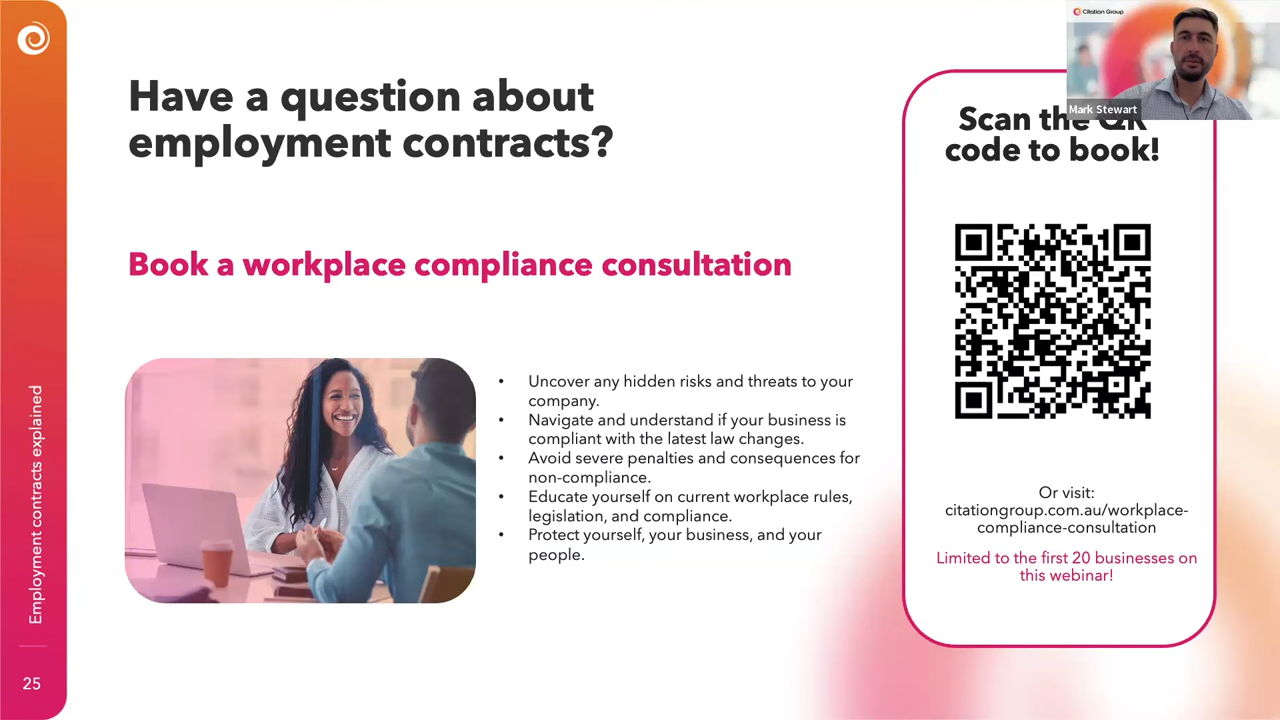 Citation Group
Mark Stewart
Have a question about
employment contracts?
Book a workplace compliance consultation
• Uncover any hidden risks and threats to your
company.
• Navigate and understand if your business is
compliant with the latest law changes.
• Avoid severe penalties and consequences for
non-compliance.
• Educate yourself on current workplace rules,
legislation, and compliance.
• Protect yourself, your business, and your
people.
Scan the QR
code to book!
Or visit:
citationgroup.com.au/workplace-
compliance-consultation
Limited to the first 20 businesses on
this webinar!
Employment contracts explained
25